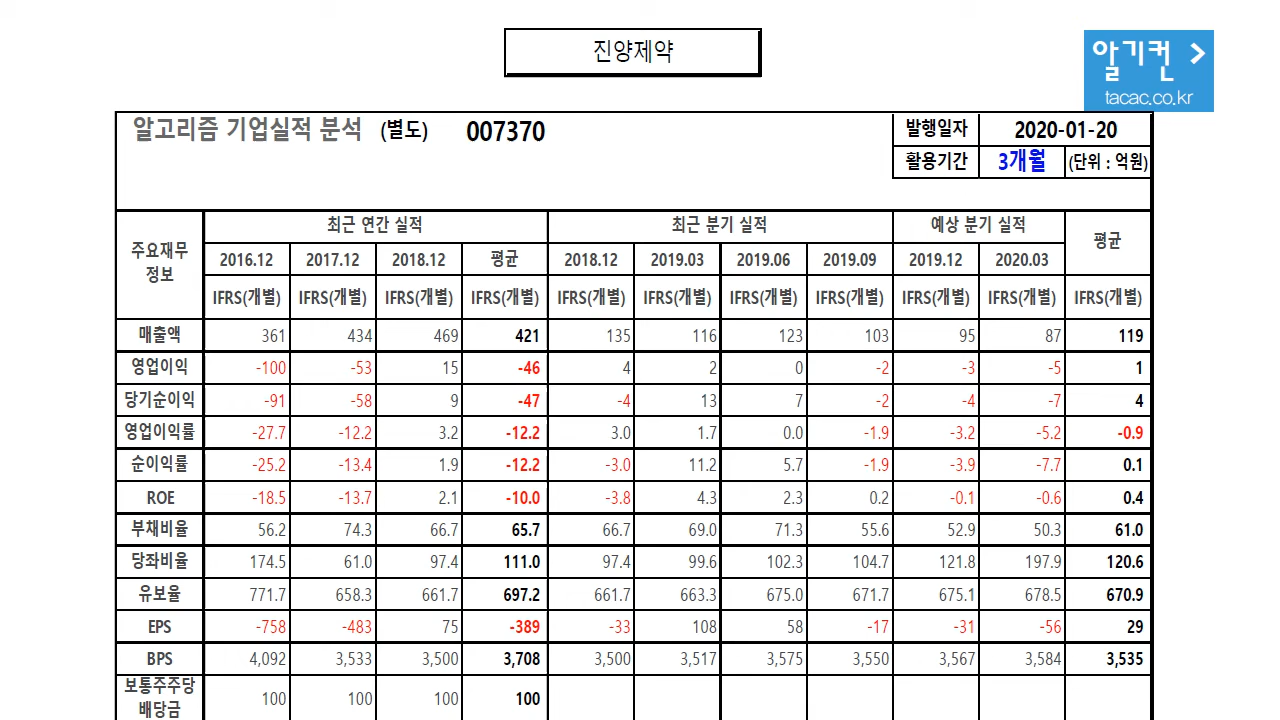 진양제약
알기컨 >
tacac.co.kr
알고리즘 기업실적 분석 (별도) 007370
발행일자 2020-01-20
활용기간 3개월 (단위 : 억원)
주요재무 정보 최근 연간 실적 최근 분기 실적 예상 분기 실적 평균
2016.12 2017.12 2018.12 평균 2018.12 2019.03 2019.06 2019.09 2019.12 2020.03
IFRS(개별) IFRS(개별) IFRS(개별) IFRS(개별) IFRS(개별) IFRS(개별) IFRS(개별) IFRS(개별) IFRS(개별) IFRS(개별) IFRS(개별)
매출액 361 434 469 421 135 116 123 103 95 87 119
영업이익 -100 -53 15 -46 4 2 0 -2 -3 -5 1
당기순이익 -91 -58 9 -47 -4 13 7 -2 -4 -7 4
영업이익률 -27.7 -12.2 3.2 -12.2 3.0 1.7 0.0 -1.9 -3.2 -5.2 -0.9
순이익률 -25.2 -13.4 1.9 -12.2 -3.0 11.2 5.7 -1.9 -3.9 -7.7 0.1
ROE -18.5 -13.7 2.1 -10.0 -3.8 4.3 2.3 0.2 -0.1 -0.6 0.4
부채비율 56.2 74.3 66.7 65.7 66.7 69.0 71.3 55.6 52.9 50.3 61.0
당좌비율 174.5 61.0 97.4 111.0 97.4 99.6 102.3 104.7 121.8 197.9 120.6
유보율 771.7 658.3 661.7 697.2 661.7 663.3 675.0 671.7 675.1 678.5 670.9
EPS -758 -483 75 -389 -33 108 58 -17 -31 -56 29
BPS 4,092 3,533 3,500 3,708 3,500 3,517 3,575 3,550 3,567 3,584 3,535
보통주주당 배당금 100 100 100 100